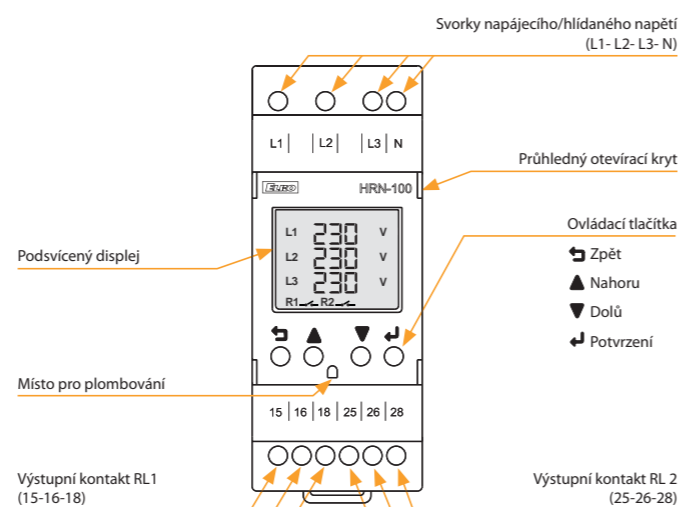 Svorky napájecího/hlídaného napětí
(L1- L2- L3- N)
L1 L2 L3 N
Průhledný otevírací kryt
ELKO HRN-100
Ovládací tlačítka
L1 230 V
L2 230 V
L3 230 V
R1 R2
Podsvícený displej
Zpět
Nahoru
Dolů
Potvrzení
Místo pro plombování
15 16 18 25 26 28
Výstupní kontakt RL1
(15-16-18)
Výstupní kontakt RL 2
(25-26-28)